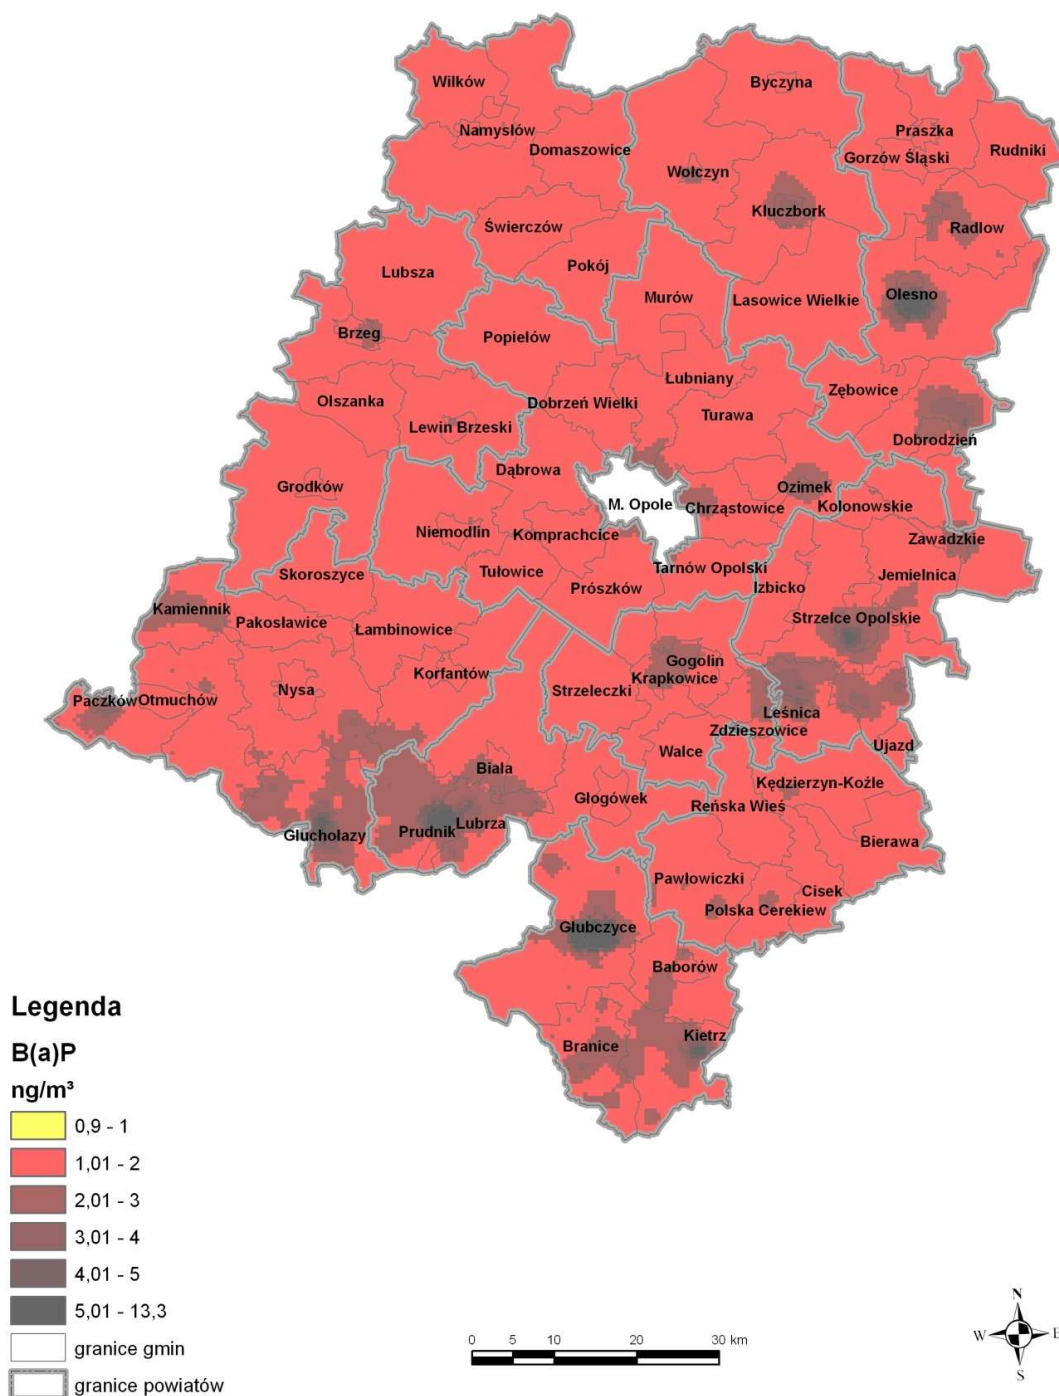 Wilków
Byczyna
Namysłów
Praszka
Domaszowice
Gorzów Śląski
Rudniki
Wołczyn
Kluczbork
Świerczów
Radlow
Pokój
Lubsza
Murów
Lasowice Wielkie
Olesno
Brzeg
Popielów
Łubniany
Zębowice
Olszanka
Dobrzeń Wielki
Turawa
Lewin Brzeski
Dobrodzień
Dąbrowa
Grodków
Ozimek
M. Opole
Chrząstowice
Kolonowskie
Niemodlin
Komprachcice
Zawadzkie
Skoroszyce
Tułowice
Tarnów Opolski
Jemielnica
Prószków
Izbicko
Kamiennik
Pakosławice
Strzelce Opolskie
Łambinowice
Gogolin
Korfantów
Krapkowice
Nysa
Strzeleczki
Paczków
Otmuchów
Leśnica
Zdzieszowice
Walce
Ujazd
Biała
Kędzierzyn-Koźle
Głogówek
Reńska Wieś
Głuchołazy
Prudnik
Lubrza
Bierawa
Pawłowiczki
Cisek
Polska Cerekiew
Głubczyce
Baborów
Kietrz
Branice
Legenda
B(a)P
ng/m³
0,9 - 1
1,01 - 2
2,01 - 3
3,01 - 4
4,01 - 5
5,01 - 13,3
granice gmin
granice powiatów
0 5 10 20 30 km
N
W E
S